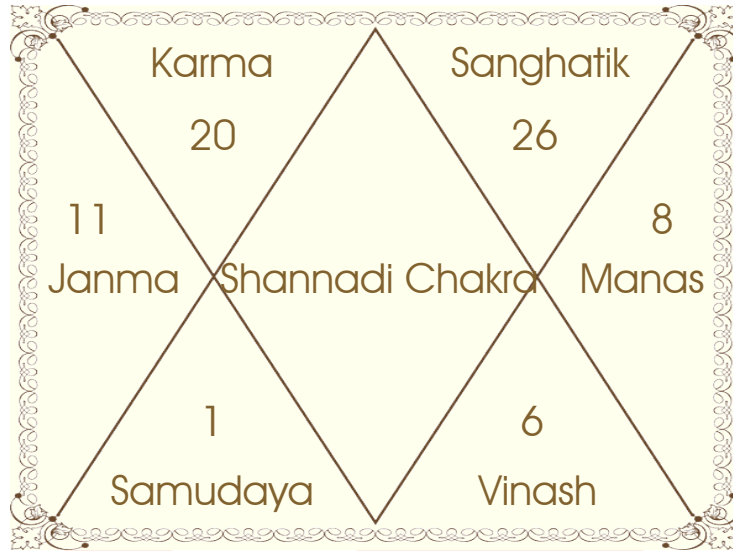 Karma
20
Sanghatik
26
11
Janma
Shannadi Chakra
8
Manas
1
Samudaya
6
Vinash